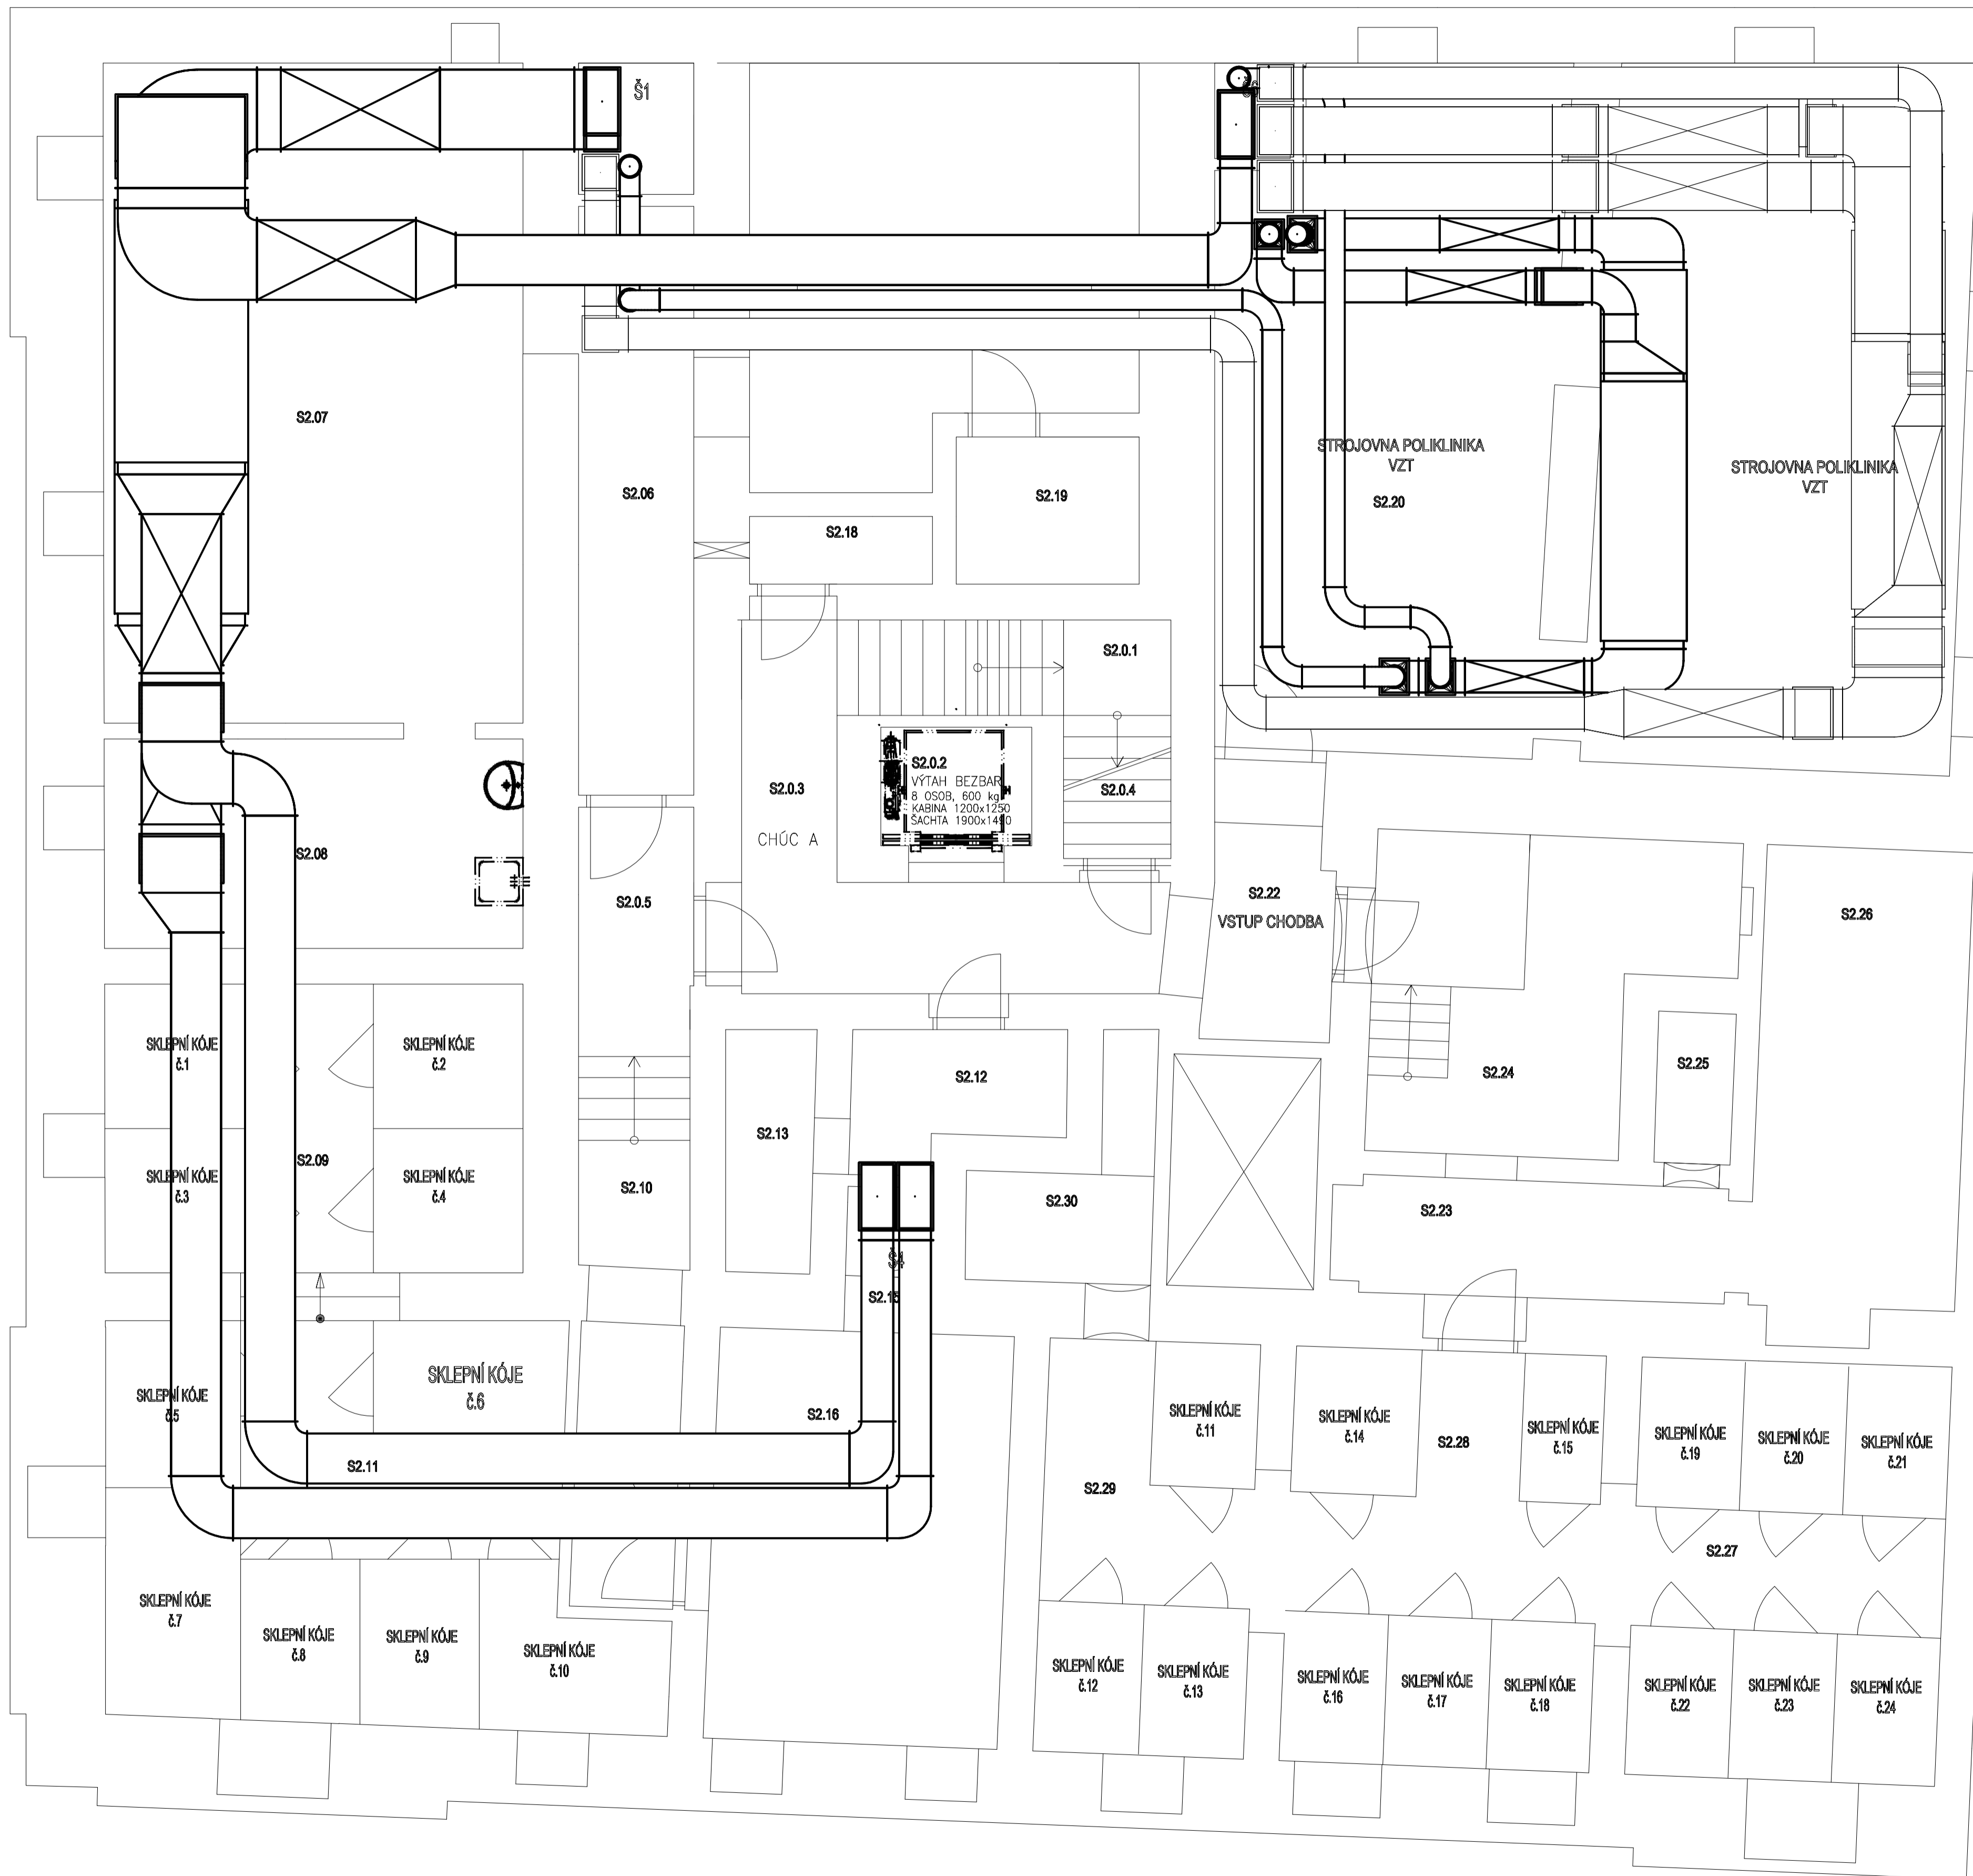 Š1
S2.07
STROJOVNA POLIKLINIKA
VZT
STROJOVNA POLIKLINIKA
VZT
S2.06
S2.19
S2.20
S2.18
S2.0.1
S2.0.2
VÝTAH BEZBAR
8 OSOB, 600 kg
KABINA 1200x1250
ŠACHTA 1900x1490
S2.0.3
S2.0.4
CHÚC A
S2.08
S2.0.5
S2.22
VSTUP CHODBA
S2.26
SKLEPNÍ KÓJE
č.1
SKLEPNÍ KÓJE
č.2
S2.12
S2.24
S2.25
S2.13
S2.09
SKLEPNÍ KÓJE
č.3
SKLEPNÍ KÓJE
č.4
S2.10
S2.30
S2.23
S2.15
SKLEPNÍ KÓJE
č.5
SKLEPNÍ KÓJE
č.6
S2.16
SKLEPNÍ KÓJE
č.11
SKLEPNÍ KÓJE
č.14
S2.28
SKLEPNÍ KÓJE
č.15
SKLEPNÍ KÓJE
č.19
SKLEPNÍ KÓJE
č.20
SKLEPNÍ KÓJE
č.21
S2.11
S2.29
S2.27
SKLEPNÍ KÓJE
č.7
SKLEPNÍ KÓJE
č.8
SKLEPNÍ KÓJE
č.9
SKLEPNÍ KÓJE
č.10
SKLEPNÍ KÓJE
č.12
SKLEPNÍ KÓJE
č.13
SKLEPNÍ KÓJE
č.16
SKLEPNÍ KÓJE
č.17
SKLEPNÍ KÓJE
č.18
SKLEPNÍ KÓJE
č.22
SKLEPNÍ KÓJE
č.23
SKLEPNÍ KÓJE
č.24